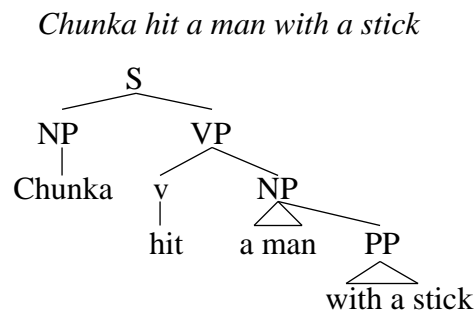 Chunka hit a man with a stick
S
NP VP
Chunka v NP
hit a man PP
with a stick